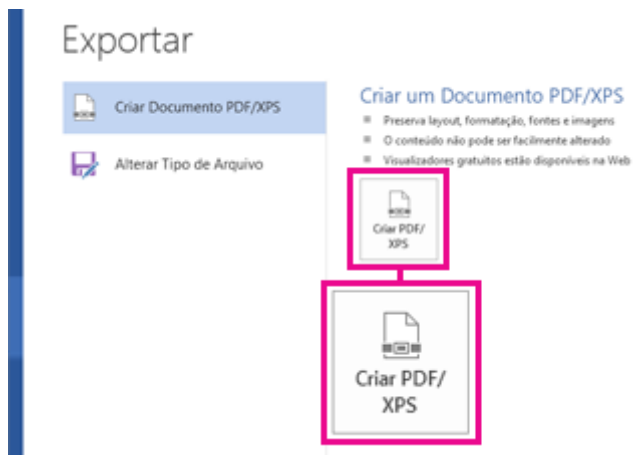 Exportar
Criar Documento PDF/XPS
Alterar Tipo de Arquivo
Criar um Documento PDF/XPS
Preserva layout, formatação, fontes e imagens
O conteúdo não pode ser facilmente alterado
Visualizadores gratuitos estão disponíveis na Web
Criar PDF/
XPS
Criar PDF/
XPS